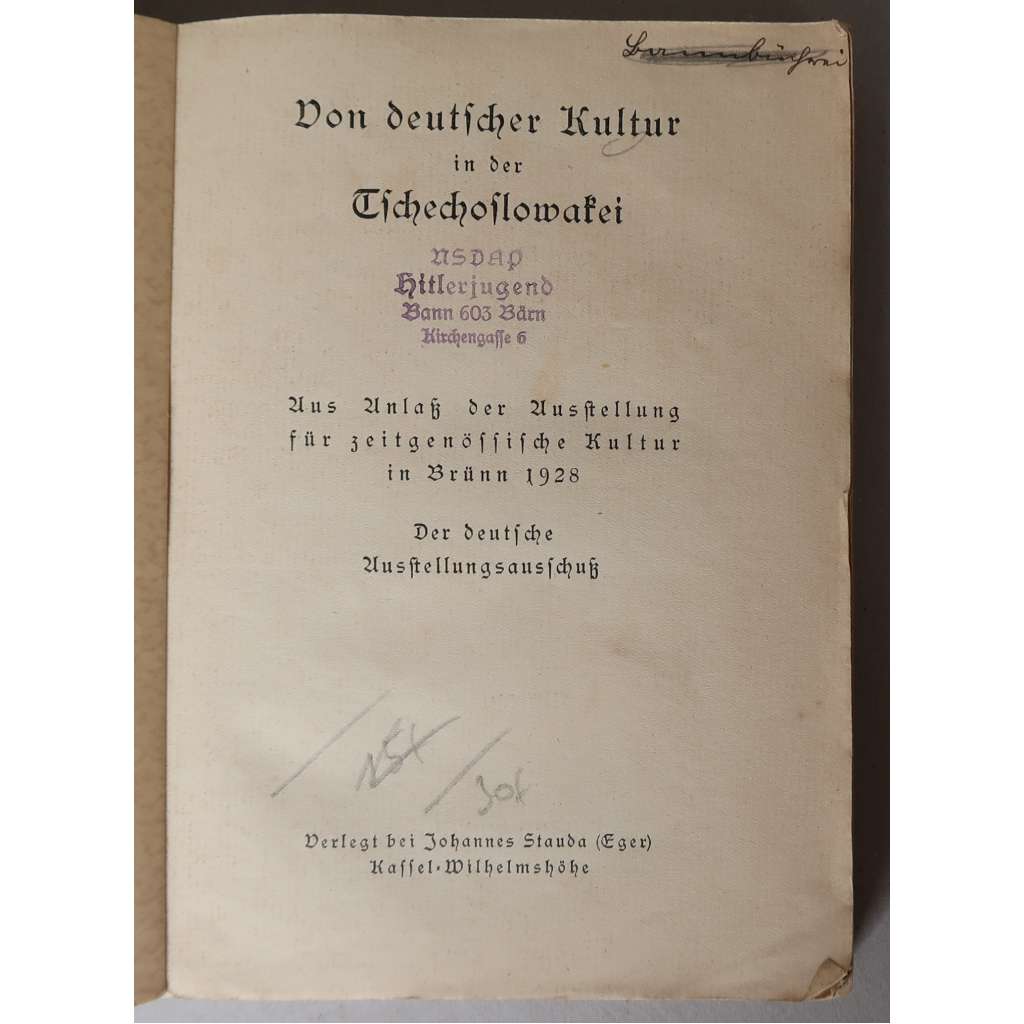 Bannbücherei
Von deutſcher Kultur
in der
Tſchechoſlowakei
NSDAP
Hitlerjugend
Bann 603 Bärn
Kirchengaſſe 6
Aus Anlaß der Ausſtellung
für zeitgenöſſiſche Kultur
in Brünn 1928
Der deutſche
Ausſtellungsausſchuß
Verlegt bei Johannes Stauda (Eger)
Kaſſel-Wilhelmshöhe